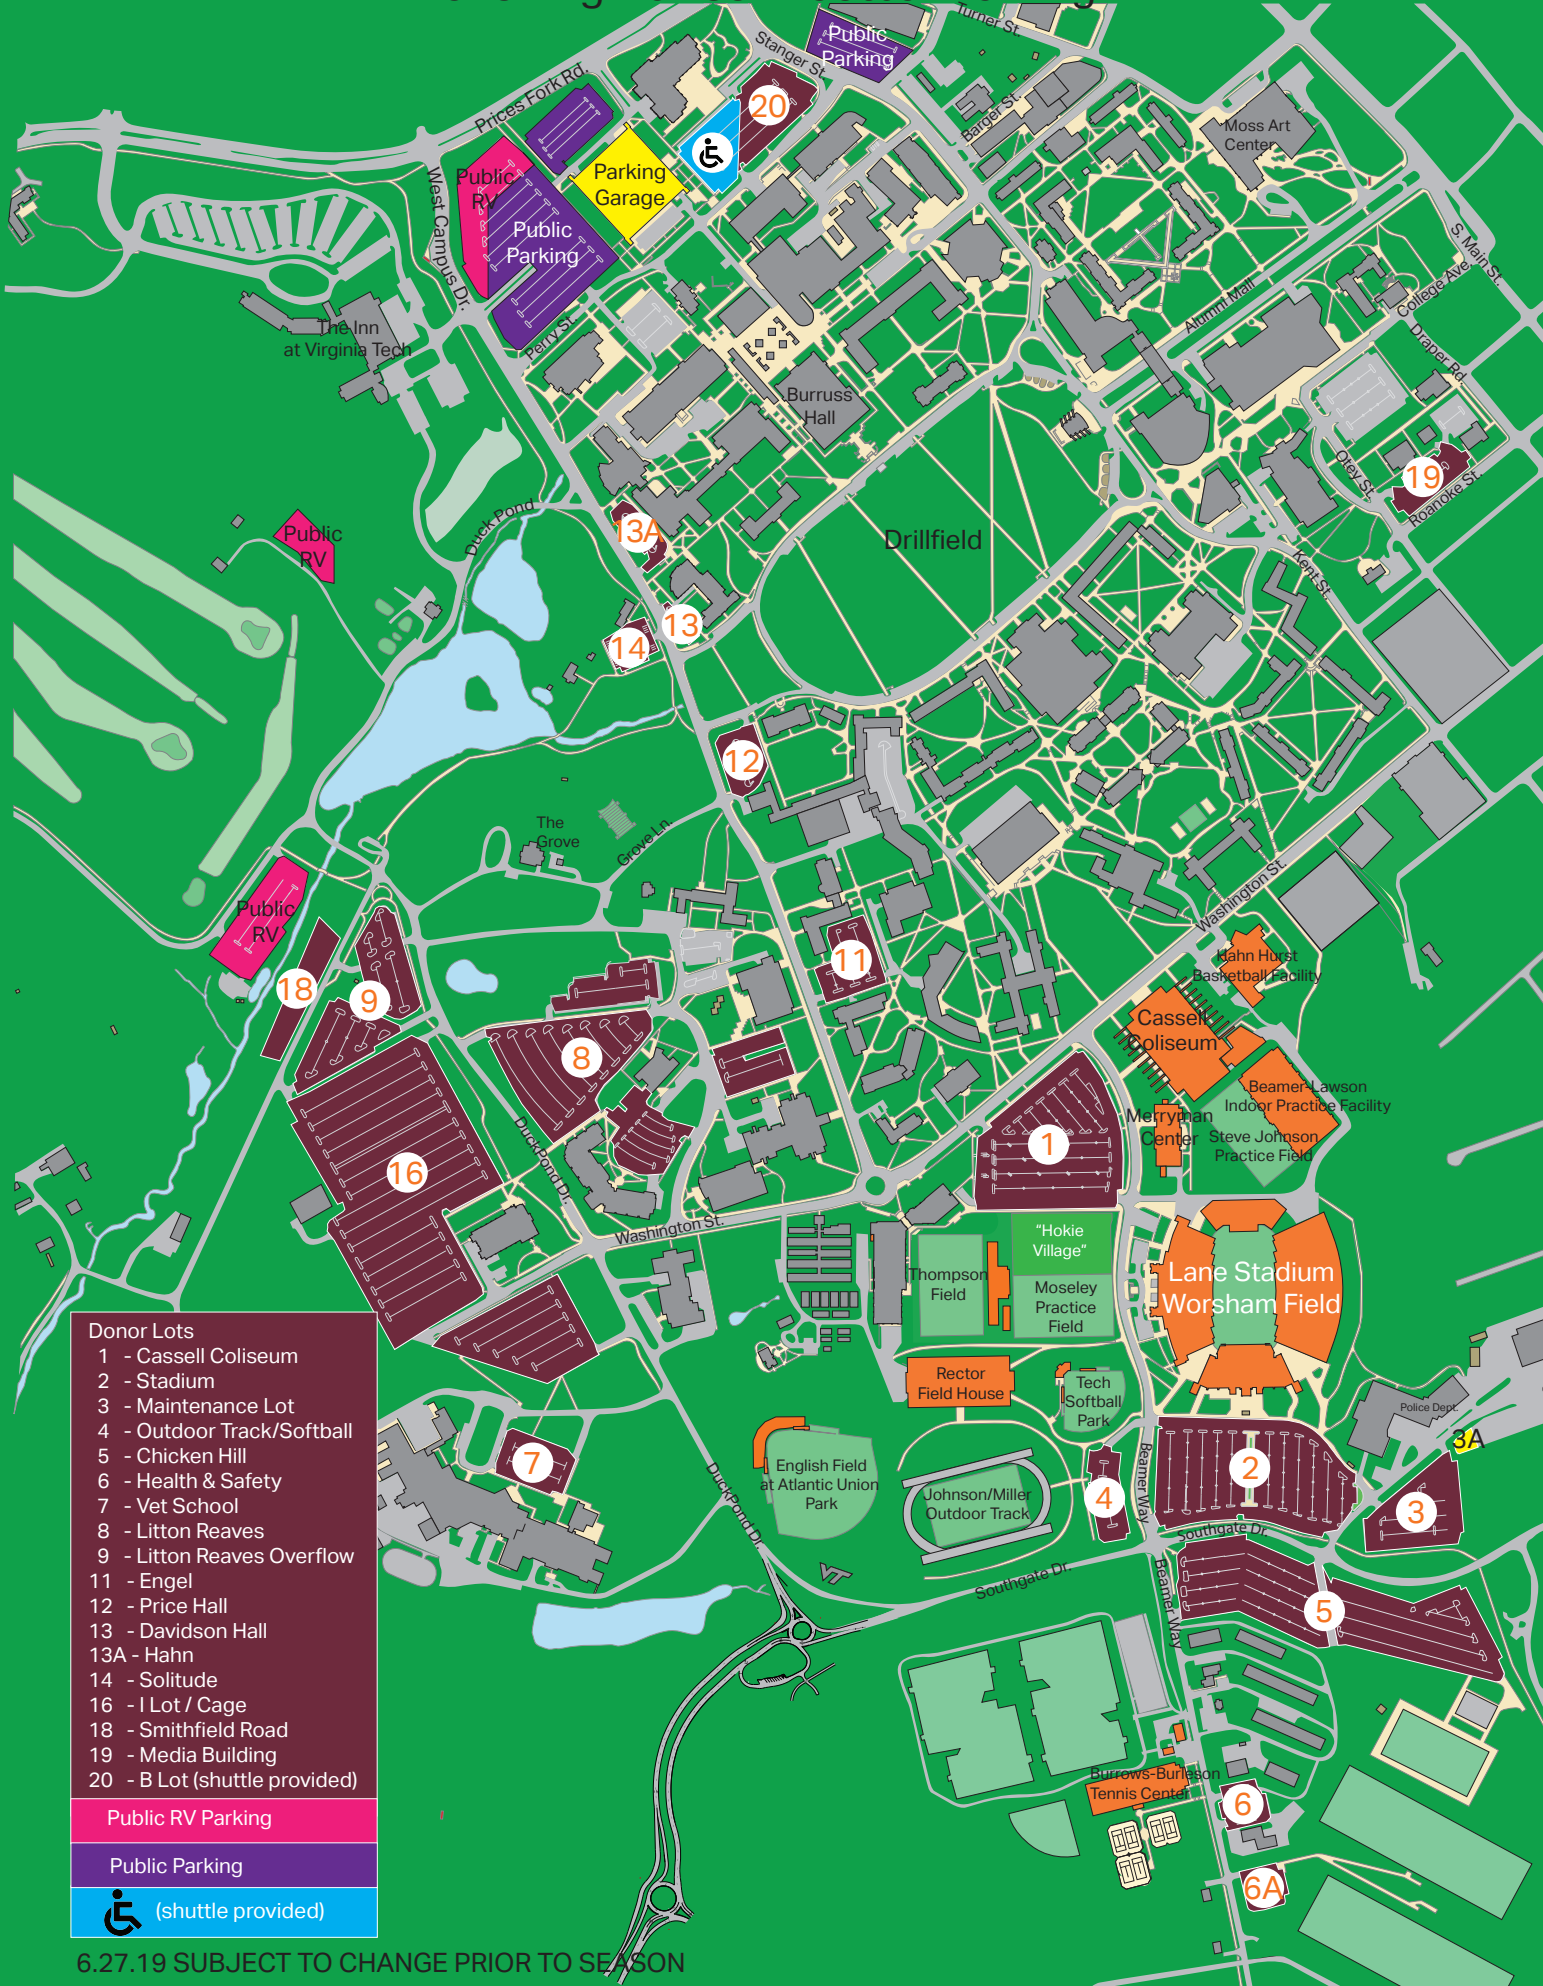 Turner St.
Public
Parking
Stanger St.
Prices Fork Rd.
20
Barger St.
Moss Art
Center
Public
RV
Parking
Garage
West Campus Dr.
Public
Parking
S. Main St.
College Ave.
Alumni Mall
The Inn
at Virginia Tech
Perry St.
Draper Rd.
Burruss
Hall
Otey St.
19
Roanoke St.
Duck Pond
Public
RV
13A
Drillfield
Kent St.
13
14
12
The
Grove
Grove Ln.
Washington St.
Public
RV
11
18
9
Hahn Hurst
Basketball Facility
Cassell
Coliseum
8
Beamer-Lawson
Indoor Practice Facility
Merryman
Center
Steve Johnson
Practice Field
1
DuckPond Dr.
16
Washington St.
"Hokie
Village"
Thompson
Field
Moseley
Practice
Field
Lane Stadium
Worsham Field
Rector
Field House
Tech
Softball
Park
Police Dept.
3A
7
English Field
at Atlantic Union
Park
DuckPond Dr.
Johnson/Miller
Outdoor Track
4
Beamer Way
2
3
Southgate Dr.
VT
Southgate Dr.
Beamer Way
5
Burrows-Burleson
Tennis Center
6
6A
Donor Lots
1 - Cassell Coliseum
2 - Stadium
3 - Maintenance Lot
4 - Outdoor Track/Softball
5 - Chicken Hill
6 - Health & Safety
7 - Vet School
8 - Litton Reaves
9 - Litton Reaves Overflow
11 - Engel
12 - Price Hall
13 - Davidson Hall
13A - Hahn
14 - Solitude
16 - I Lot / Cage
18 - Smithfield Road
19 - Media Building
20 - B Lot (shuttle provided)
Public RV Parking
Public Parking
(shuttle provided)
6.27.19 SUBJECT TO CHANGE PRIOR TO SEASON